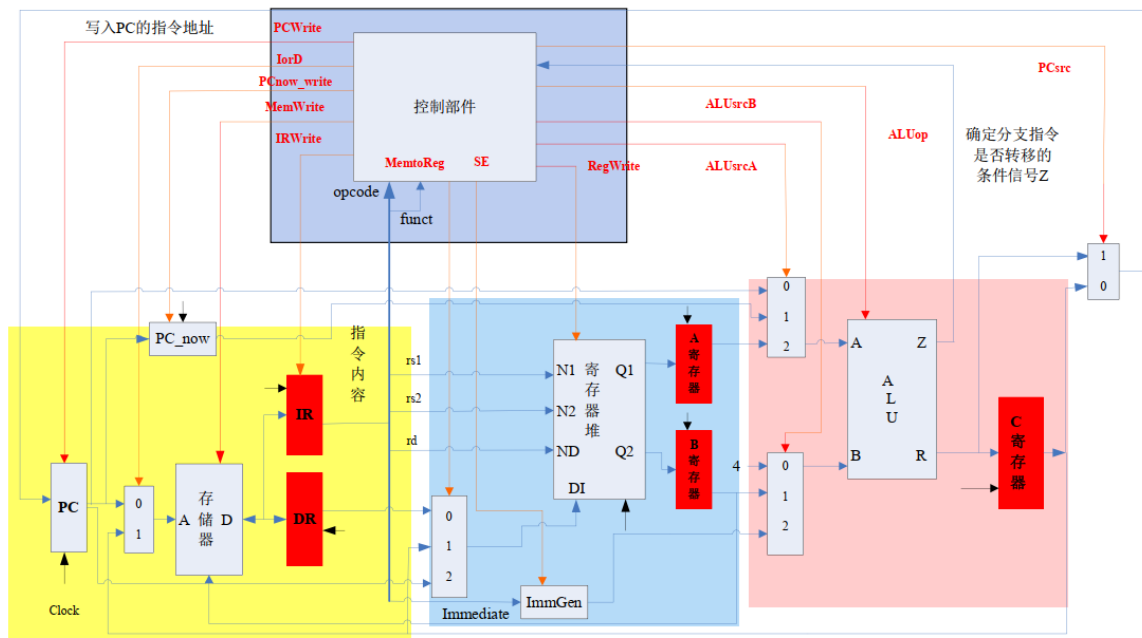 写入PC的指令地址
PCWrite
IorD
PCnow_write
MemWrite
IRWrite
控制部件
MemtoReg
SE
opcode
funct
RegWrite
ALUsrcB
ALUsrcA
ALUop
PCsrc
确定分支指令
是否转移的
条件信号Z
1
0
PC_now
指令内容
IR
DR
PC
Clock
0
1
A
存储器
D
rs1
rs2
rd
0
1
2
Immediate
ImmGen
N1
N2
ND
寄存器堆
Q1
Q2
DI
A寄存器
B寄存器
4
0
1
2
0
1
2
A
B
ALU
Z
R
C寄存器